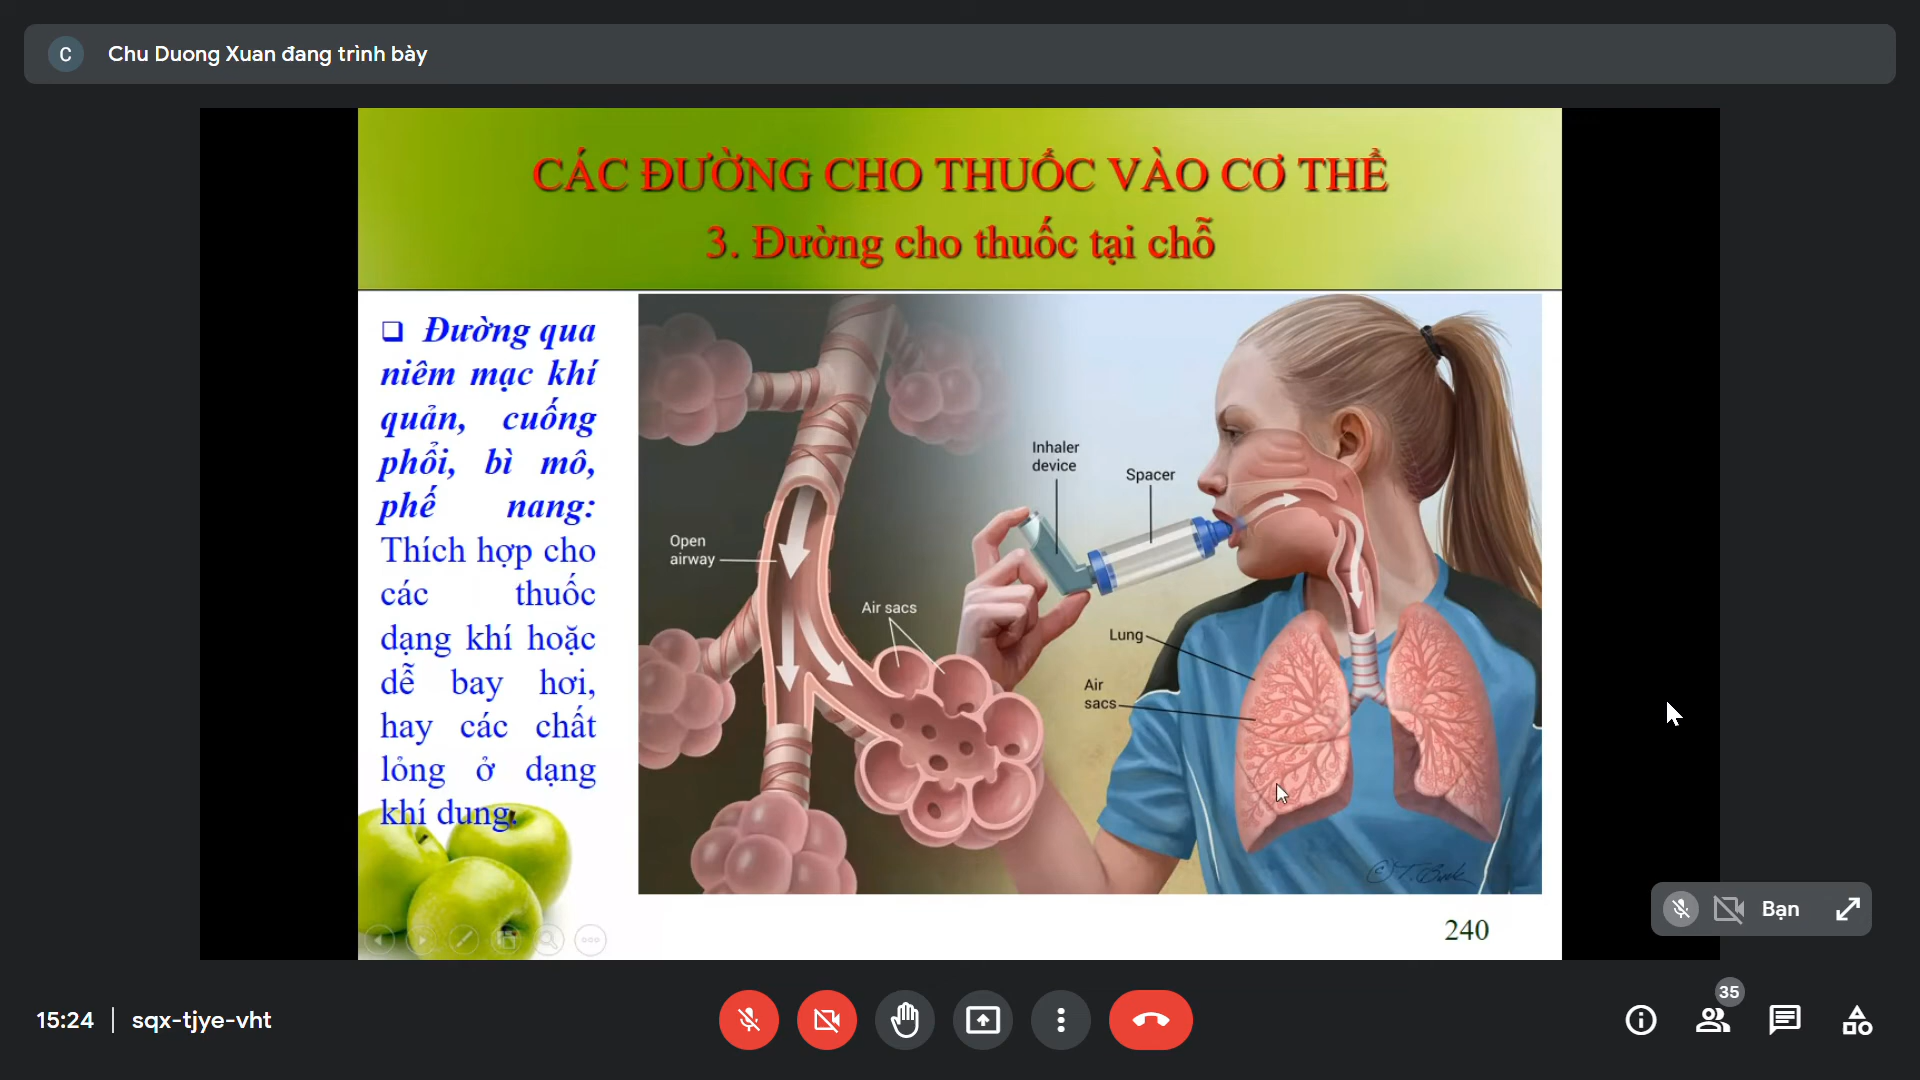 C
Chu Duong Xuan đang trình bày
CÁC ĐƯỜNG CHO THUỐC VÀO CƠ THỂ
3. Đường cho thuốc tại chỗ
❑ Đường qua
niêm mạc khí
quản, cuống
phổi, bì mô,
phế nang:
Thích hợp cho
các thuốc
dạng khí hoặc
dễ bay hơi,
hay các chất
lỏng ở dạng
khí dung.
Open
airway
Air sacs
Inhaler
device
Spacer
Lung
Air
sacs
240
Bạn
15:24
sqx-tjye-vht
35